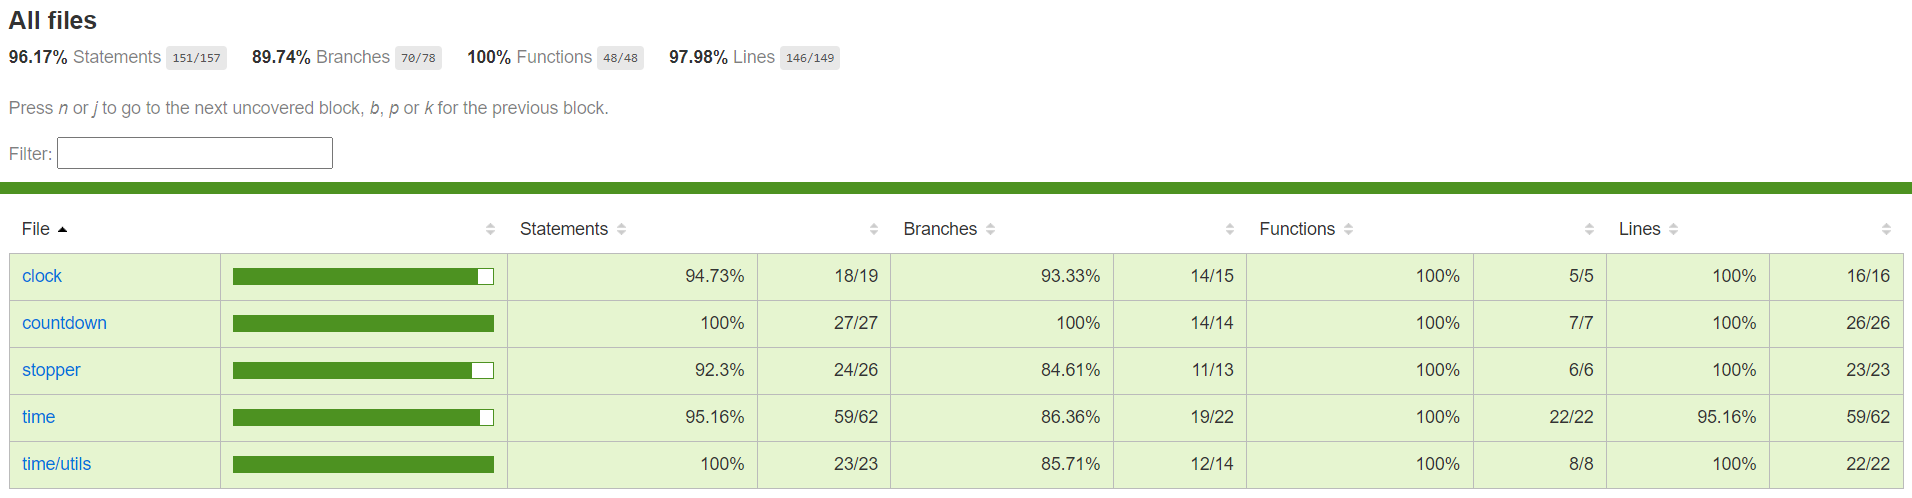 All files
96.17% Statements 151/157 89.74% Branches 70/78 100% Functions 48/48 97.98% Lines 146/149
Press n or j to go to the next uncovered block, b, p or k for the previous block.
Filter:
File Statements Branches Functions Lines
clock 94.73% 18/19 93.33% 14/15 100% 5/5 100% 16/16
countdown 100% 27/27 100% 14/14 100% 7/7 100% 26/26
stopper 92.3% 24/26 84.61% 11/13 100% 6/6 100% 23/23
time 95.16% 59/62 86.36% 19/22 100% 22/22 95.16% 59/62
time/utils 100% 23/23 85.71% 12/14 100% 8/8 100% 22/22